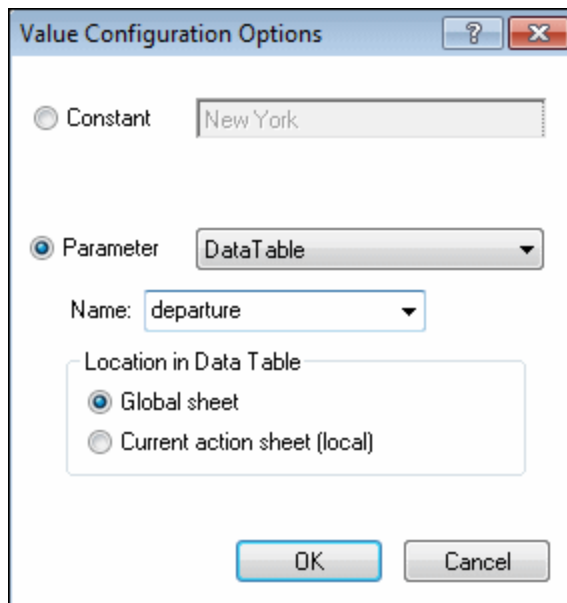 Value Configuration Options
Constant New York
Parameter DataTable
Name: departure
Location in Data Table
Global sheet
Current action sheet (local)
OK Cancel